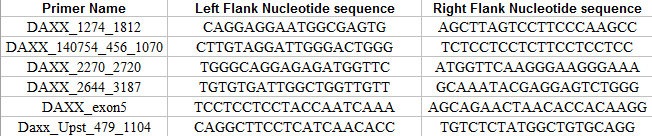 Primer Name Left Flank Nucleotide sequence Right Flank Nucleotide sequence
DAXX_1274_1812 CAGGAGGAATGGCGAGTG AGCTTAGTCCTTCCCAAGCC
DAXX_140754_456_1070 CTTGTAGGATTGGGACTGGG TCTCCTCCTCTTCCTCCTCC
DAXX_2270_2720 TGGGCAGGAGAGATGGTTC ATGGTTCAAGGGAAGGGAAA
DAXX_2644_3187 TGTGTGATTGGCTGGTTGTT GCAAATACGAGGAGTCTGGG
DAXX_exon5 TCCTCCTCCTACCAATCAAA AGCAGAACTAACACCACAAGG
Daxx_Upst_479_1104 CAGGCTTCCTCATCAACACC TGTCTCTATGGCTGTGCAGG